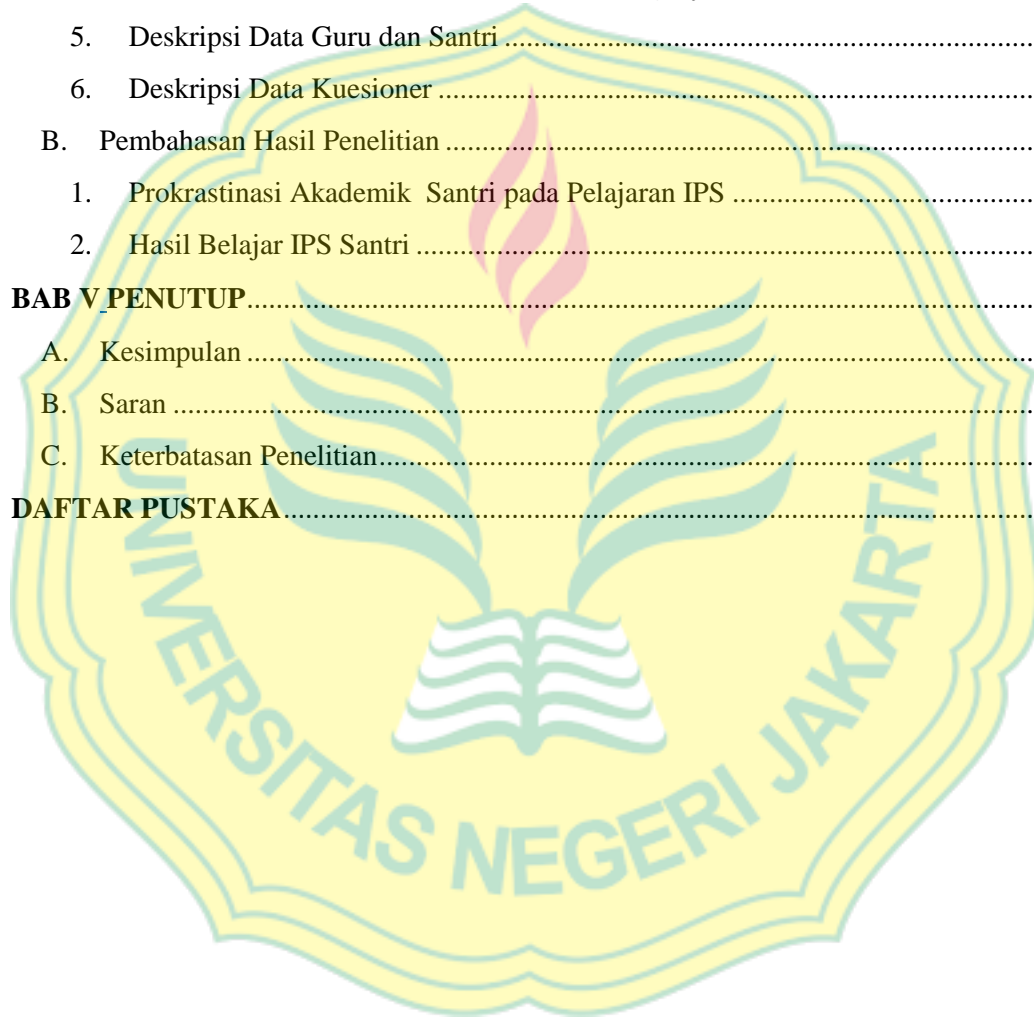 5. Deskripsi Data Guru dan Santri ................................................................
6. Deskripsi Data Kuesioner ................................................................
B. Pembahasan Hasil Penelitian ................................................................
1. Prokrastinasi Akademik Santri pada Pelajaran IPS ................................................................
2. Hasil Belajar IPS Santri ................................................................
BAB V PENUTUP ................................................................
A. Kesimpulan ................................................................
B. Saran ................................................................
C. Keterbatasan Penelitian ................................................................
DAFTAR PUSTAKA ................................................................
UNIVERSITAS NEGERI JAKARTA